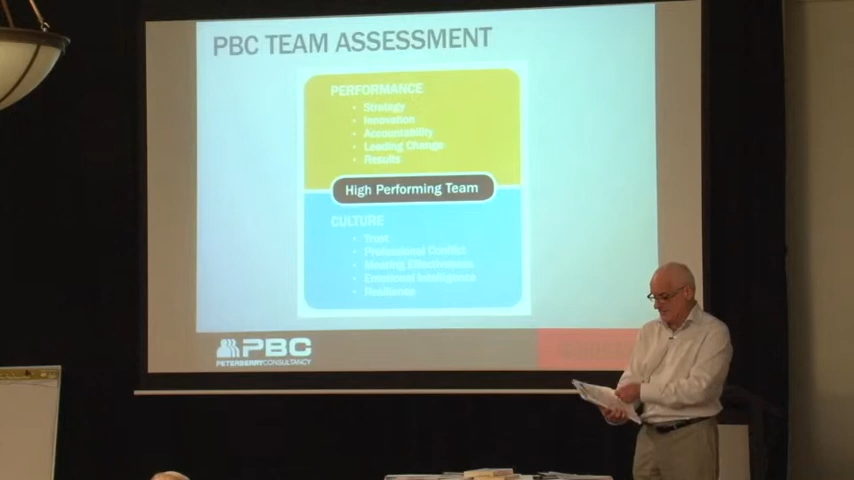 PBC TEAM ASSESSMENT
PERFORMANCE
• Strategy
• Innovation
• Accountability
• Leading Change
• Results
High Performing Team
CULTURE
• Trust
• Professional Conflict
• Meeting Effectiveness
• Emotional Intelligence
• Resilience
PBC
PETERBERRYCONSULTANCY